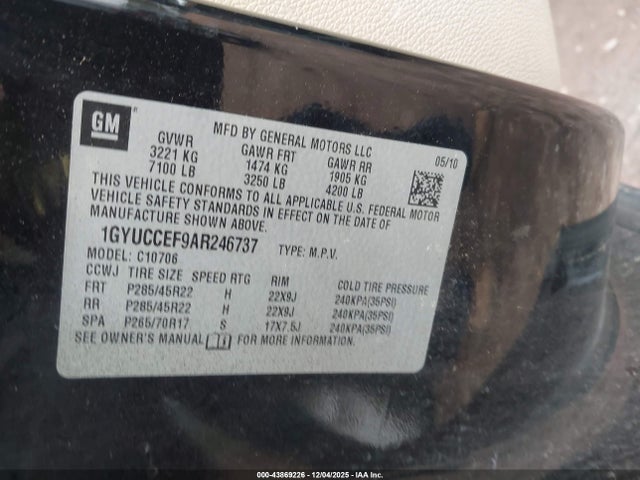 GM
MFD BY GENERAL MOTORS LLC
05/10
GVWR GAWR FRT GAWR RR
3221 KG 1474 KG 1905 KG
7100 LB 3250 LB 4200 LB
THIS VEHICLE CONFORMS TO ALL APPLICABLE U.S. FEDERAL MOTOR
VEHICLE SAFETY STANDARDS IN EFFECT ON THE DATE OF
MANUFACTURE SHOWN ABOVE.
1GYUCCEF9AR246737 TYPE: M.P.V.
MODEL: C10706
CCWJ TIRE SIZE SPEED RTG RIM COLD TIRE PRESSURE
FRT P285/45R22 H 22X9J 240KPA(35PSI)
RR P285/45R22 H 22X9J 240KPA(35PSI)
SPA P265/70R17 S 17X7.5J 240KPA(35PSI)
SEE OWNER'S MANUAL FOR MORE INFORMATION.
000-43869226 - 12/04/2025 - IAA Inc.